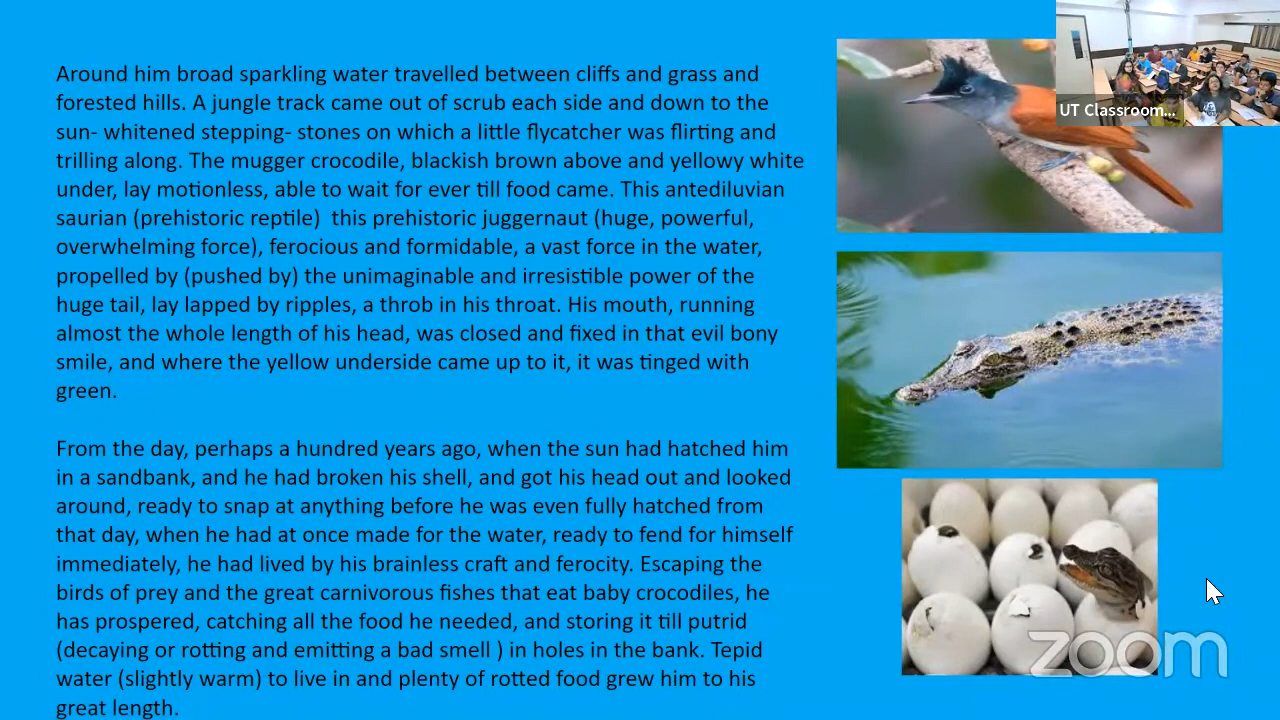 Around him broad sparkling water travelled between cliffs and grass and
forested hills. A jungle track came out of scrub each side and down to the
sun- whitened stepping- stones on which a little flycatcher was flirting and
trilling along. The mugger crocodile, blackish brown above and yellowy white
under, lay motionless, able to wait for ever till food came. This antediluvian
saurian (prehistoric reptile)  this prehistoric juggernaut (huge, powerful,
overwhelming force), ferocious and formidable, a vast force in the water,
propelled by (pushed by) the unimaginable and irresistible power of the
huge tail, lay lapped by ripples, a throb in his throat. His mouth, running
almost the whole length of his head, was closed and fixed in that evil bony
smile, and where the yellow underside came up to it, it was tinged with
green.
From the day, perhaps a hundred years ago, when the sun had hatched him
in a sandbank, and he had broken his shell, and got his head out and looked
around, ready to snap at anything before he was even fully hatched from
that day, when he had at once made for the water, ready to fend for himself
immediately, he had lived by his brainless craft and ferocity. Escaping the
birds of prey and the great carnivorous fishes that eat baby crocodiles, he
has prospered, catching all the food he needed, and storing it till putrid
(decaying or rotting and emitting a bad smell ) in holes in the bank. Tepid
water (slightly warm) to live in and plenty of rotted food grew him to his
great length.
UT Classroom...
zoom